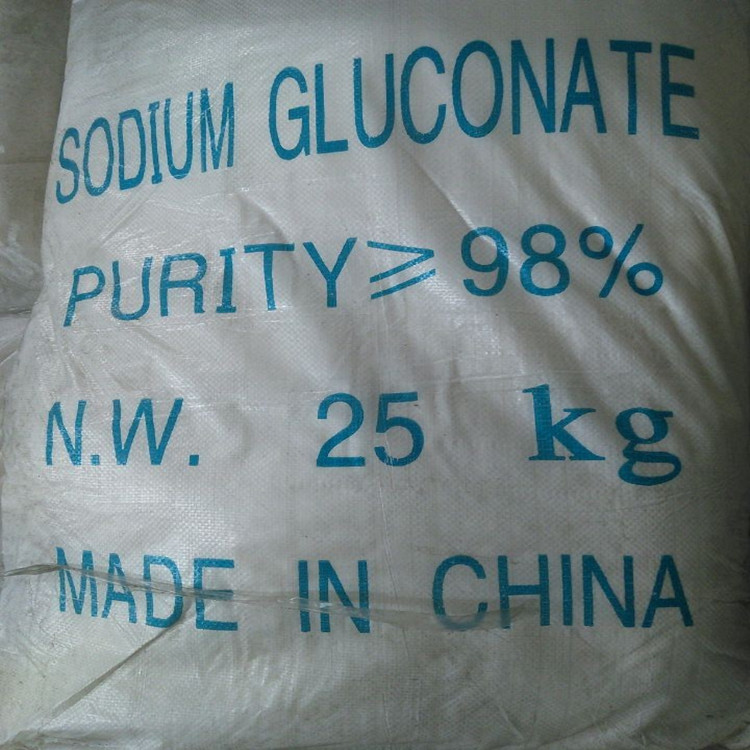 SODIUM GLUCONATE
PURITY≥98%
N.W. 25 kg
MADE IN CHINA